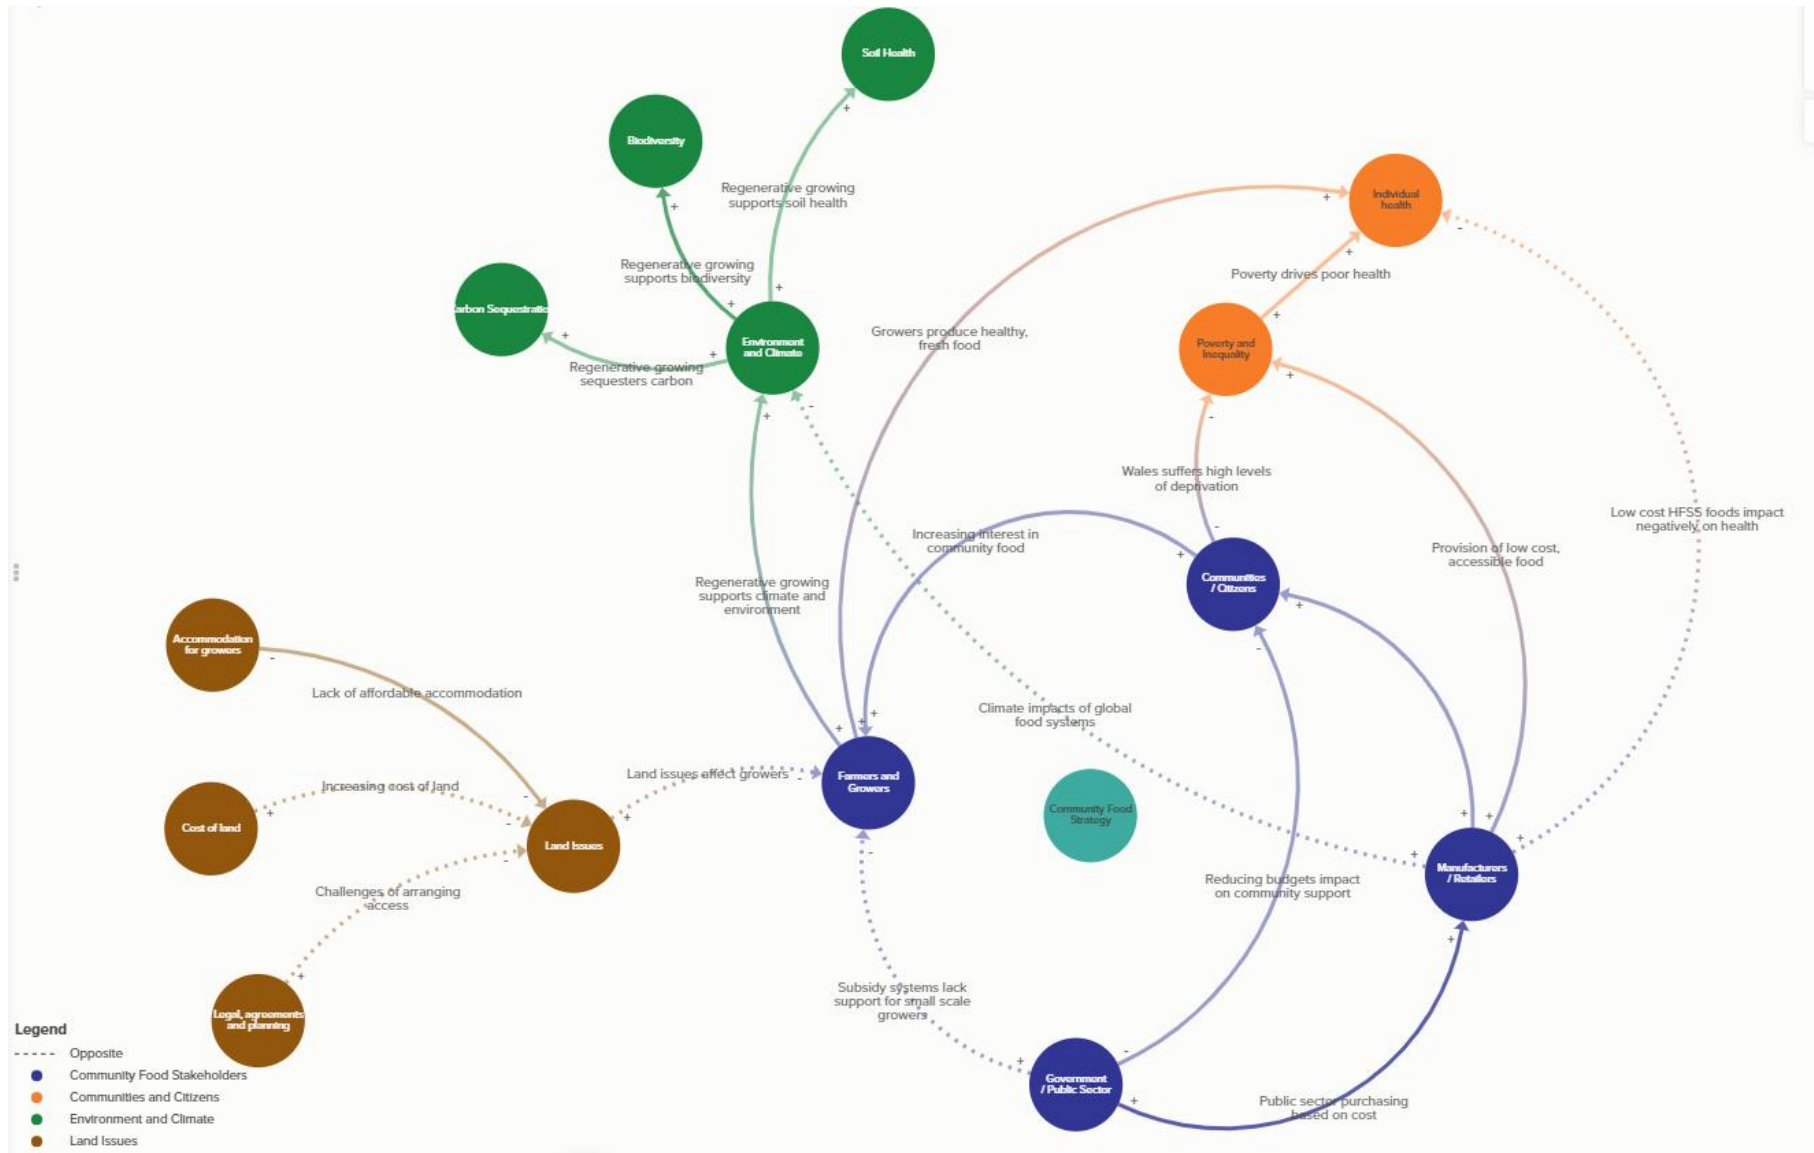 Soil Health
Biodiversity
Regenerative growing
supports soil health
Individual
health
Regenerative growing
supports biodiversity
Poverty drives poor health
arbon Sequestratio
Environment
and Climate
Growers produce healthy,
fresh food
Poverty and
Inequality
Regenerative growing
sequesters carbon
Wales suffers high levels
of deprivation
Low cost HFSS foods impact
negatively on health
Increasing interest in
community food
Provision of low cost,
accessible food
Regenerative growing
supports climate and
environment
Communities
/ Citizens
Accommodation
for growers
Lack of affordable accommodation
Climate impacts of global
food systems
Land issues affect growers
Farmers and
Growers
Increasing cost of land
Cost of land
Land Issues
Community Food
Strategy
Manufacturers
/ Retailers
Challenges of arranging
access
Reducing budgets impact
on community support
Subsidy systems lack
support for small scale
growers
Legal, agreements
and planning
Government
/ Public Sector
Public sector purchasing
based on cost
Legend
Opposite
Community Food Stakeholders
Communities and Citizens
Environment and Climate
Land Issues